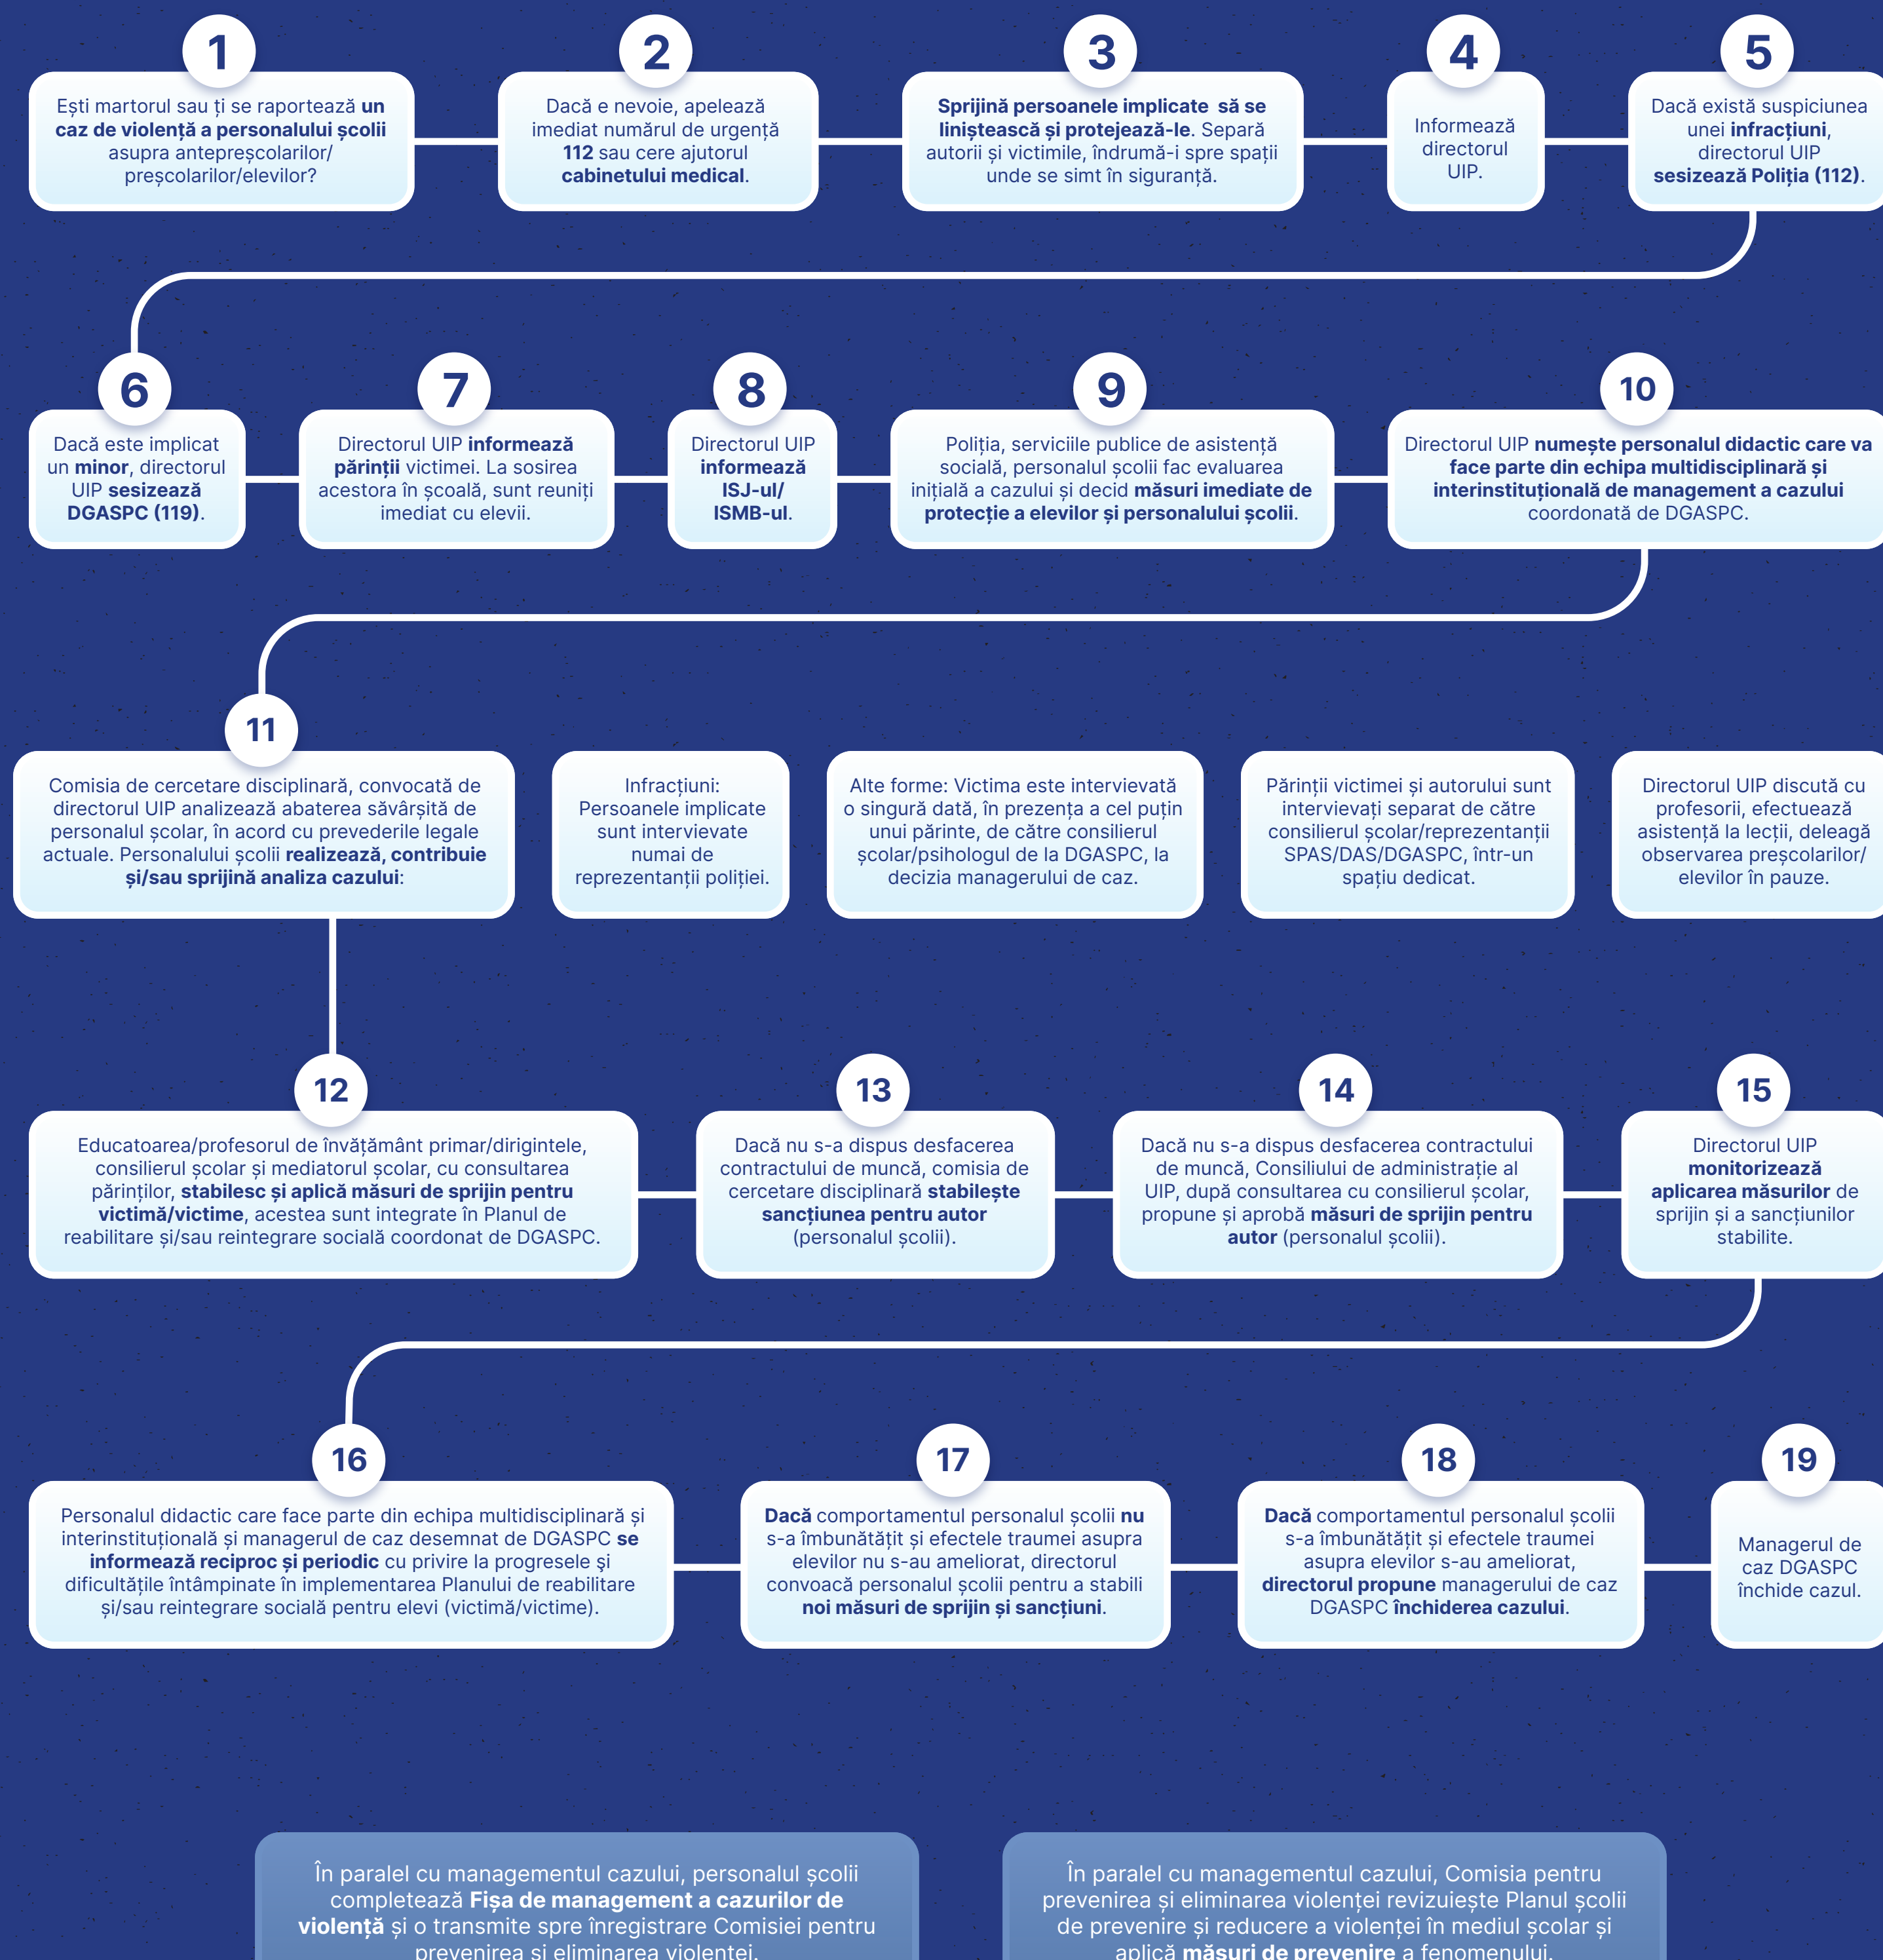 1
Ești martorul sau ți se raportează un
caz de violență a personalului școlii
asupra antepreșcolarilor/
preșcolarilor/elevilor?
2
Dacă e nevoie, apelează
imediat numărul de urgență
112 sau cere ajutorul
cabinetului medical.
3
Sprijină persoanele implicate să se
liniștească și protejează-le. Separă
autorii și victimile, îndrumă-i spre spații
unde se simt în siguranță.
4
Informează
directorul
UIP.
5
Dacă există suspiciunea
unei infracțiuni,
directorul UIP
sesizează Poliția (112).
6
Dacă este implicat
un minor, directorul
UIP sesizează
DGASPC (119).
7
Directorul UIP informează
părinții victimei. La sosirea
acestora în școală, sunt reuniți
imediat cu elevii.
8
Directorul UIP
informează
ISJ-ul/
ISMB-ul.
9
Poliția, serviciile publice de asistență
socială, personalul școlii fac evaluarea
inițială a cazului și decid măsuri imediate de
protecție a elevilor și personalului școlii.
10
Directorul UIP numește personalul didactic care va
face parte din echipa multidisciplinară și
interinstituțională de management a cazului
coordonată de DGASPC.
11
Comisia de cercetare disciplinară, convocată de
directorul UIP analizează abaterea săvârșită de
personalul școlar, în acord cu prevederile legale
actuale. Personalului școlii realizează, contribuie
și/sau sprijină analiza cazului:
Infracțiuni:
Persoanele implicate
sunt intervievate
numai de
reprezentanții poliției.
Alte forme: Victima este intervievată
o singură dată, în prezența a cel puțin
unui părinte, de către consilierul
școlar/psihologul de la DGASPC, la
decizia managerului de caz.
Părinții victimei și autorului sunt
intervievați separat de către
consilierul școlar/reprezentanții
SPAS/DAS/DGASPC, într-un
spațiu dedicat.
Directorul UIP discută cu
profesorii, efectuează
asistență la lecții, deleagă
observarea preșcolarilor/
elevilor în pauze.
12
Educatoarea/profesorul de învățământ primar/dirigintele,
consilierul școlar și mediatorul școlar, cu consultarea
părinților, stabilesc și aplică măsuri de sprijin pentru
victimă/victime, acestea sunt integrate în Planul de
reabilitare și/sau reintegrare socială coordonat de DGASPC.
13
Dacă nu s-a dispus desfacerea
contractului de muncă, comisia de
cercetare disciplinară stabilește
sancțiunea pentru autor
(personalul școlii).
14
Dacă nu s-a dispus desfacerea contractului
de muncă, Consiliului de administrație al
UIP, după consultarea cu consilierul școlar,
propune și aprobă măsuri de sprijin pentru
autor (personalul școlii).
15
Directorul UIP
monitorizează
aplicarea măsurilor de
sprijin și a sancțiunilor
stabilite.
16
Personalul didactic care face parte din echipa multidisciplinară și
interinstituțională și managerul de caz desemnat de DGASPC se
informează reciproc și periodic cu privire la progresele şi
dificultățile întâmpinate în implementarea Planului de reabilitare
și/sau reintegrare socială pentru elevi (victimă/victime).
17
Dacă comportamentul personalul școlii nu
s-a îmbunătățit și efectele traumei asupra
elevilor nu s-au ameliorat, directorul
convoacă personalul școlii pentru a stabili
noi măsuri de sprijin și sancțiuni.
18
Dacă comportamentul personalul școlii
s-a îmbunătățit și efectele traumei
asupra elevilor s-au ameliorat,
directorul propune managerului de caz
DGASPC închiderea cazului.
19
Managerul de
caz DGASPC
închide cazul.
În paralel cu managementul cazului, personalul școlii
completează Fișa de management a cazurilor de
violență și o transmite spre înregistrare Comisiei pentru
prevenirea și eliminarea violenței.
În paralel cu managementul cazului, Comisia pentru
prevenirea și eliminarea violenței revizuiește Planul școlii
de prevenire și reducere a violenței în mediul școlar și
aplică măsuri de prevenire a fenomenului.